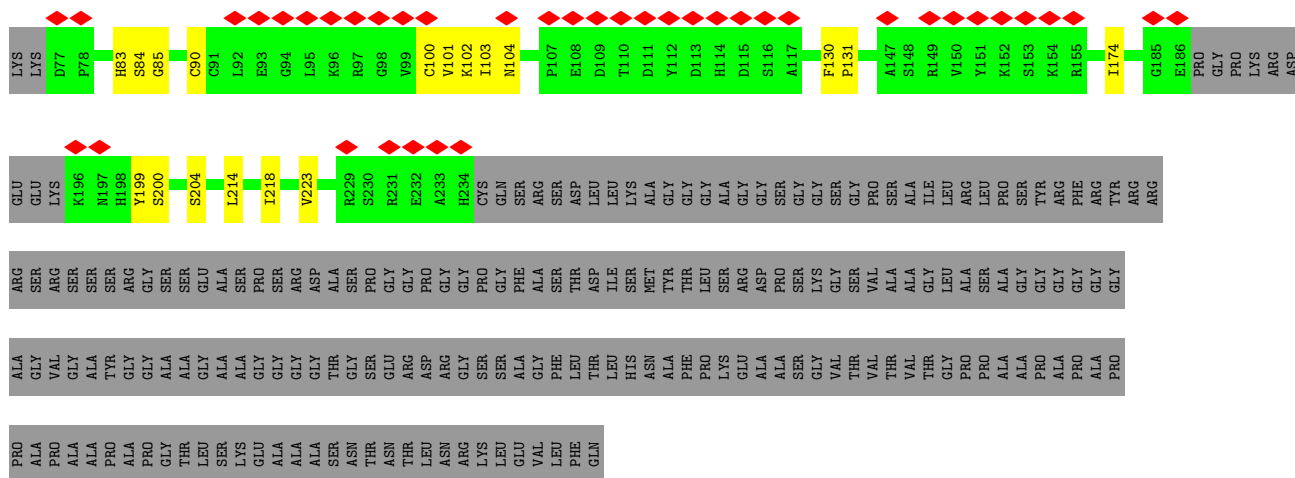 LYS LYS D77 P78 H83 S84 G85 C90 C91 L92 E93 G94 L95 K96 R97 G98 V99 C100 V101 K102 I103 N104 P107 E108 D109 T110 D111 Y112 D113 H114 D115 S116 A117 F130 P131 A147 S148 R149 V150 Y151 K152 S153 K154 R155 I174 G185 E186 PRO GLY PRO LYS ARG ASP
GLU GLU LYS K196 N197 H198 Y199 S200 S204 L214 I218 V223 R229 S230 R231 E232 A233 H234 CYS GLN SER ARG SER ASP LEU LEU LYS ALA GLY GLY GLY ALA GLY GLY SER GLY GLY SER GLY PRO SER ALA ILE LEU ARG LEU PRO SER TYR ARG PHE ARG TYR ARG ARG
ARG SER ARG SER SER SER ARG GLY SER SER GLU ALA SER PRO SER ARG ASP ALA SER PRO GLY GLY PRO GLY GLY PRO GLY PHE ALA SER THR ASP ILE SER MET TYR THR LEU SER ARG ASP PRO SER LYS GLY SER VAL ALA ALA GLY LEU ALA SER ALA GLY GLY GLY GLY GLY GLY
ALA GLY VAL GLY ALA TYR GLY GLY ALA ALA GLY ALA ALA GLY GLY GLY GLY THR GLY SER GLU ARG ASP ARG GLY SER SER ALA GLY PHE LEU THR LEU HIS ASN ALA PHE PRO LYS GLU ALA ALA SER GLY VAL THR VAL THR VAL THR GLY PRO PRO ALA ALA PRO ALA PRO ALA PRO
PRO ALA PRO ALA ALA PRO ALA PRO GLY THR LEU SER LYS GLU ALA ALA ALA SER ASN THR ASN THR LEU ASN ARG LYS LEU GLU VAL LEU PHE GLN